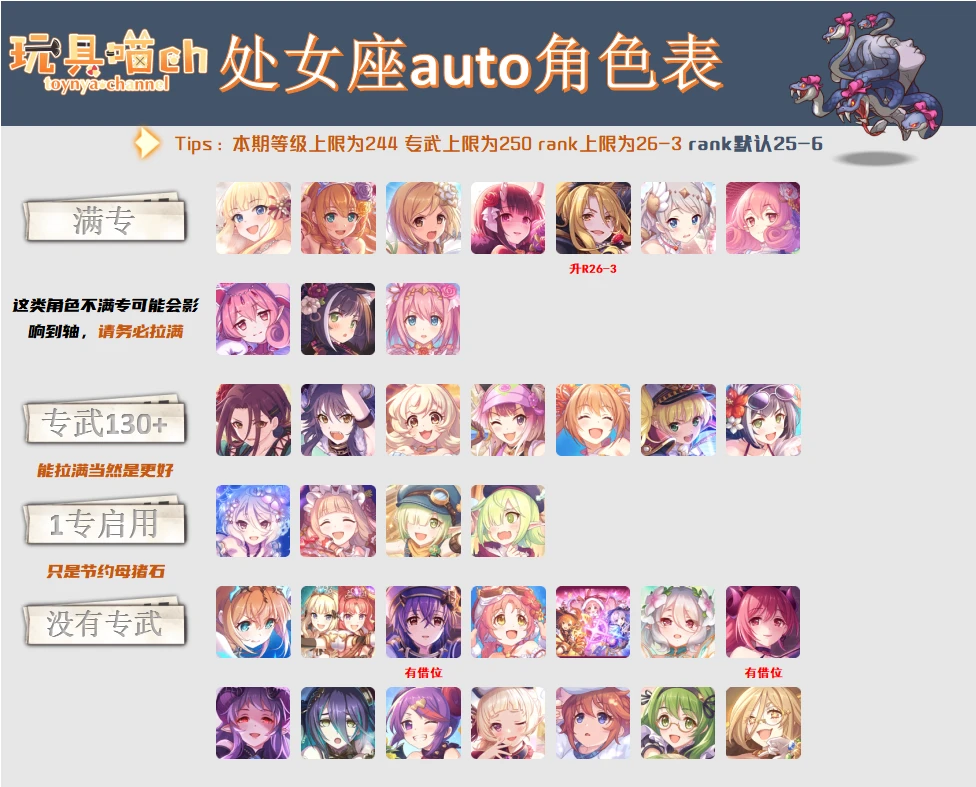 玩具喵ch
toynya channel
处女座auto角色表
Tips：本期等级上限为244 专武上限为250 rank上限为26-3 rank默认25-6
满专
升R26-3
这类角色不满专可能会影
响到轴，请务必拉满
专武130+
能拉满当然是更好
1专启用
只是节约母猪石
没有专武
有借位
有借位